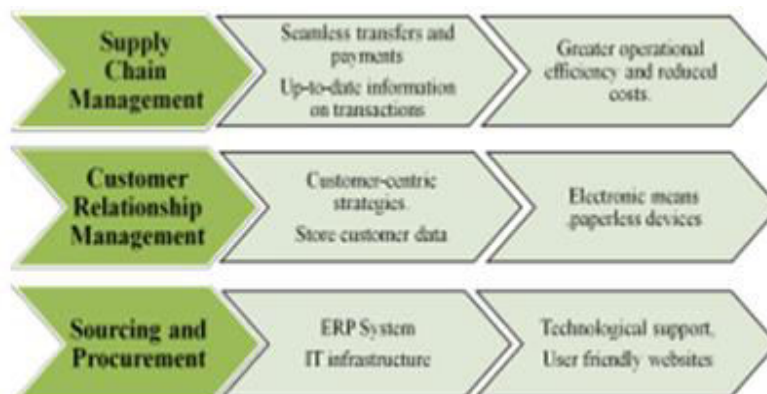 Supply
Chain
Management
Seamless transfers and
payments
Up-to-date information
on transactions
Greater operational
efficiency and reduced
costs.
Customer
Relationship
Management
Customer-centric
strategies.
Store customer data
Electronic means
,paperless devices
Sourcing and
Procurement
ERP System
IT infrastructure
Technological support,
User friendly websites